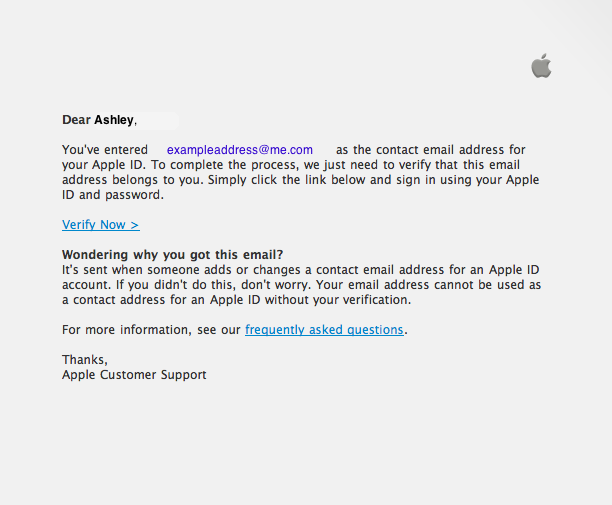 Dear Ashley,
You've entered exampleaddress@me.com as the contact email address for
your Apple ID. To complete the process, we just need to verify that this email
address belongs to you. Simply click the link below and sign in using your Apple
ID and password.
Verify Now >
Wondering why you got this email?
It's sent when someone adds or changes a contact email address for an Apple ID
account. If you didn't do this, don't worry. Your email address cannot be used as
a contact address for an Apple ID without your verification.
For more information, see our frequently asked questions.
Thanks,
Apple Customer Support